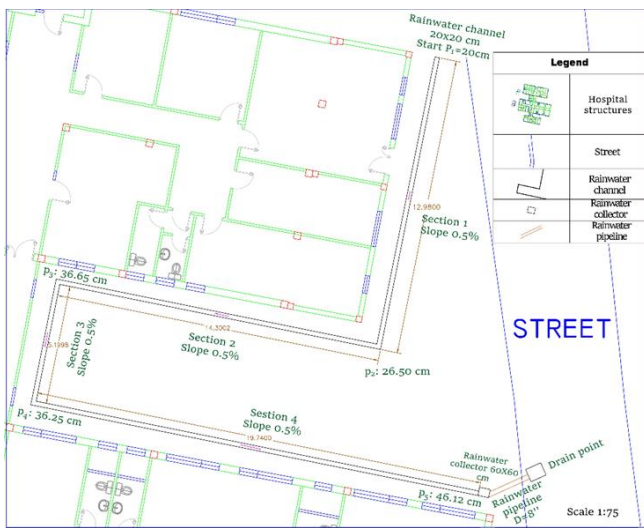 Rainwater channel
20x20 cm
Start P₁=20cm
Legend
Hospital
structures
Street
Rainwater
channel
Rainwater
collector
Rainwater
pipeline
12.9800
Section 1
Slope 0.5%
STREET
p₃: 36.65 cm
14.3302
Section 2
Slope 0.5%
Section 3
Slope 0.5%
p₂: 26.50 cm
p₄: 36.25 cm
Sestion 4
Slope 0.5%
19.7400
Rainwater
collector 60X60
cm
Drain point
Rainwater
pipeline
D=8"
p₅: 46.12 cm
Scale 1:75